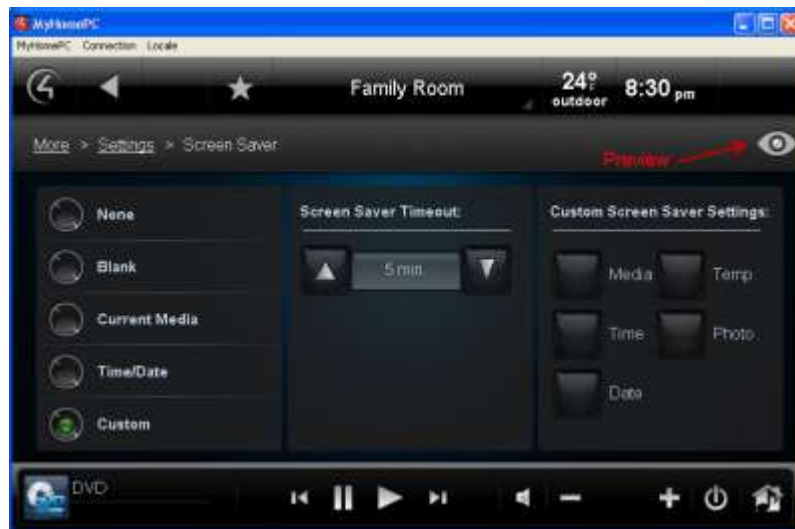 MyHomePC
MyHomePC Connection Locale
Family Room 24° F outdoor 8:30 pm
More > Settings > Screen Saver
Preview
None
Blank
Current Media
Time/Date
Custom
Screen Saver Timeout:
5 min
Custom Screen Saver Settings:
Media Temp
Time Photo
Date
DVD